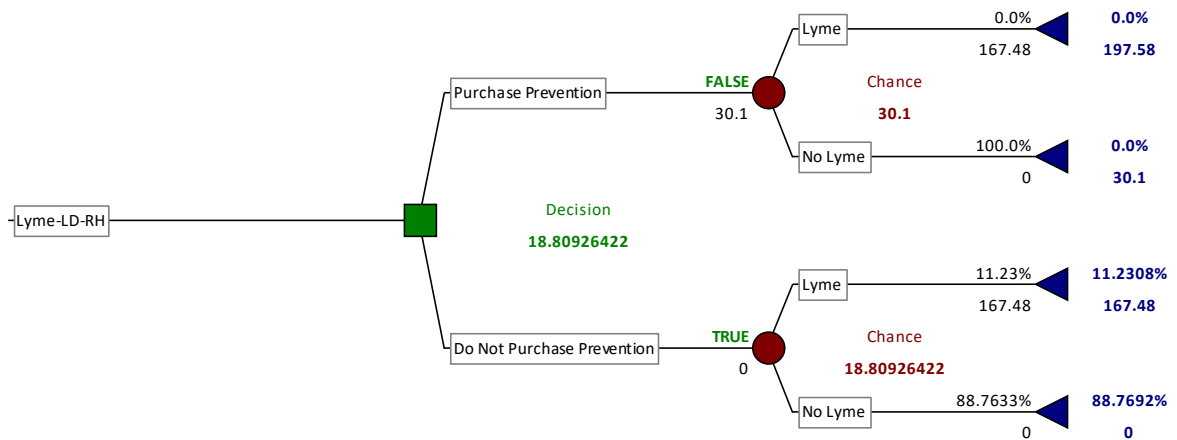 Lyme
0.0%
0.0%
167.48
197.58
FALSE
Chance
Purchase Prevention
30.1
30.1
No Lyme
100.0%
0.0%
0
30.1
Lyme-LD-RH
Decision
18.80926422
Lyme
11.23%
11.2308%
167.48
167.48
TRUE
Chance
Do Not Purchase Prevention
0
18.80926422
No Lyme
88.7633%
88.7692%
0
0